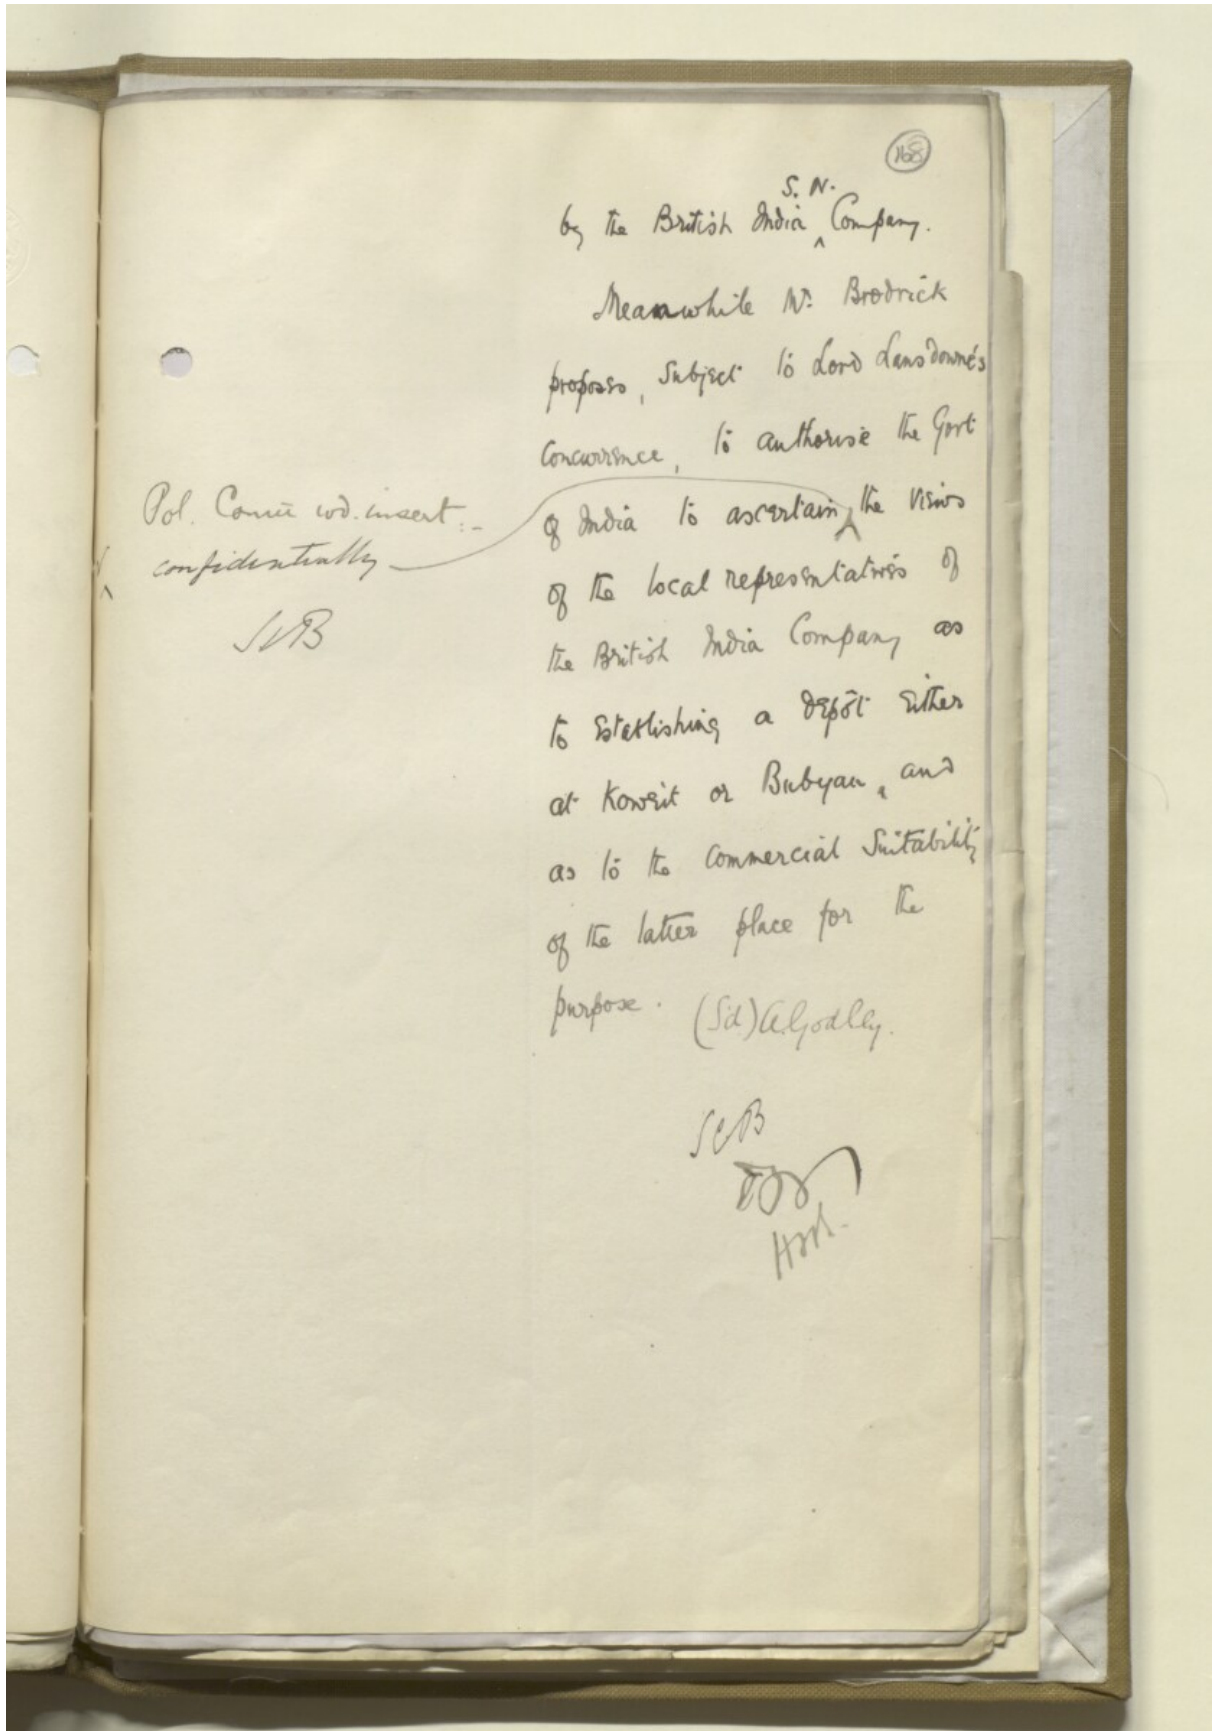 168
S. N.
by the British India ‸ Company.
Meanwhile Mr. Brodrick
proposes, subject to Lord Lansdowne's
concurrence, to authorise the Govt
of India to ascertain ‸ the views
Pol. Comee wd. insert :-
confidentially
SCB
of the local representatives of
the British India Company as
to establishing a depôt either
at Koweit or Bubyan, and
as to the commercial suitability
of the latter place for the
purpose.
(Sd.) A. Godley.
SCB